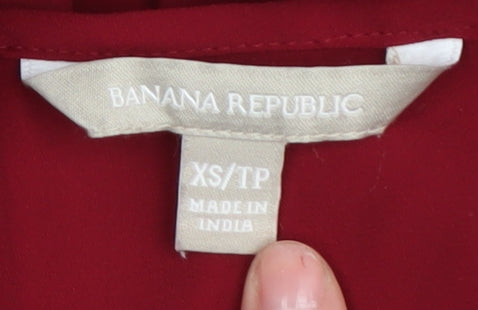 BANANA REPUBLIC
XS/TP
MADE IN
INDIA